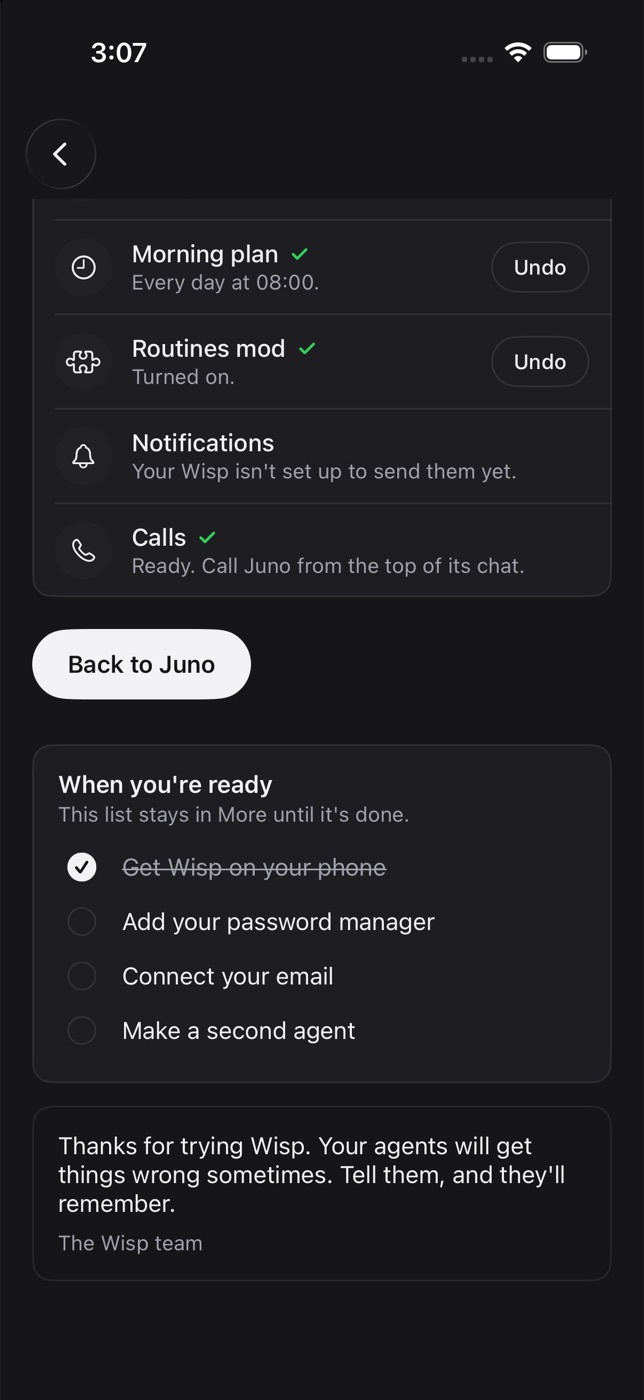 3:07
Morning plan
Every day at 08:00.
Undo
Routines mod
Turned on.
Undo
Notifications
Your Wisp isn't set up to send them yet.
Calls
Ready. Call Juno from the top of its chat.
Back to Juno
When you're ready
This list stays in More until it's done.
Get Wisp on your phone
Add your password manager
Connect your email
Make a second agent
Thanks for trying Wisp. Your agents will get
things wrong sometimes. Tell them, and they'll
remember.
The Wisp team